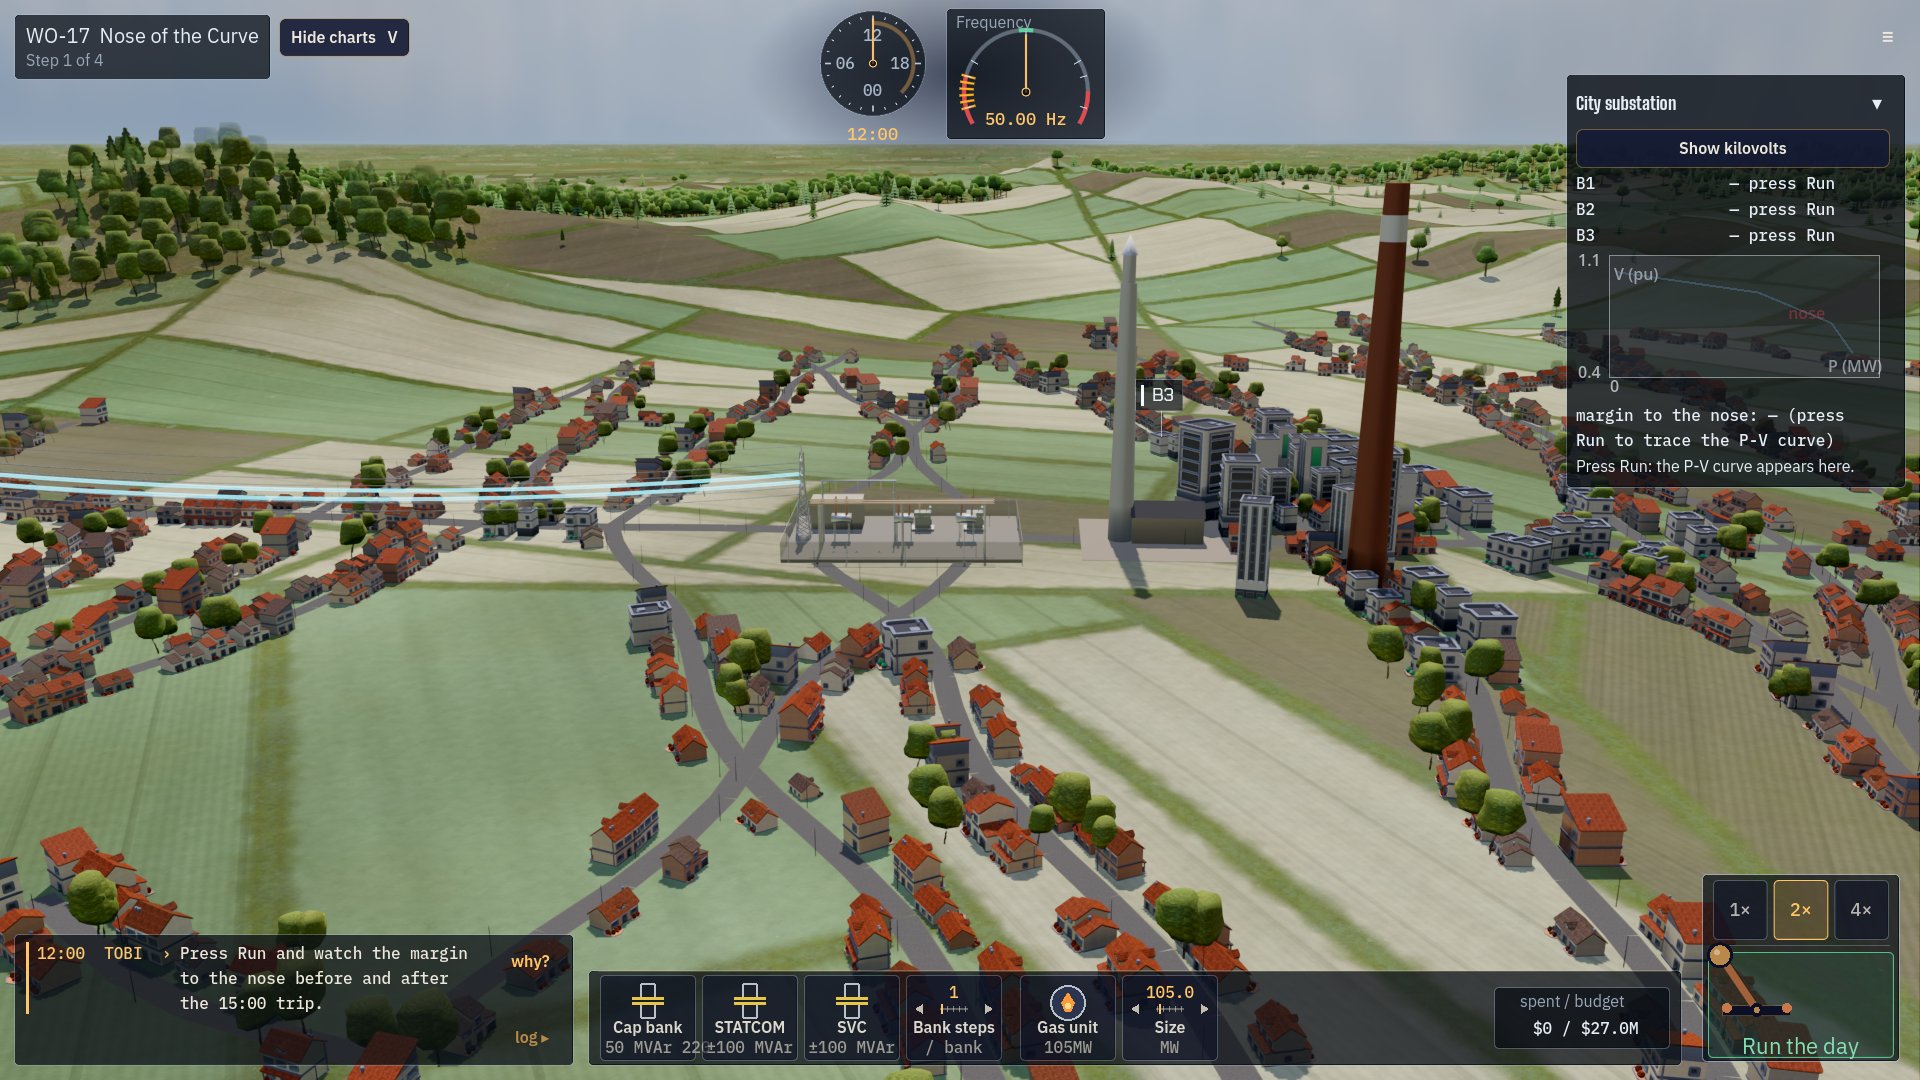 WO-17 Nose of the Curve
Step 1 of 4
Hide charts V
12
06
18
00
12:00
Frequency
50.00 Hz
≡
City substation ▼
Show kilovolts
B1 – press Run
B2 – press Run
B3 – press Run
1.1
V (pu)
nose
P (MW)
0.4
0
margin to the nose: – (press
Run to trace the P-V curve)
Press Run: the P-V curve appears here.
B3
12:00 TOBI › Press Run and watch the margin
to the nose before and after
the 15:00 trip.
why?
log ▸
Cap bank
50 MVAr 220
STATCOM
±100 MVAr
SVC
±100 MVAr
1
Bank steps
/ bank
Gas unit
105MW
105.0
Size
MW
spent / budget
$0 / $27.0M
1×
2×
4×
Run the day